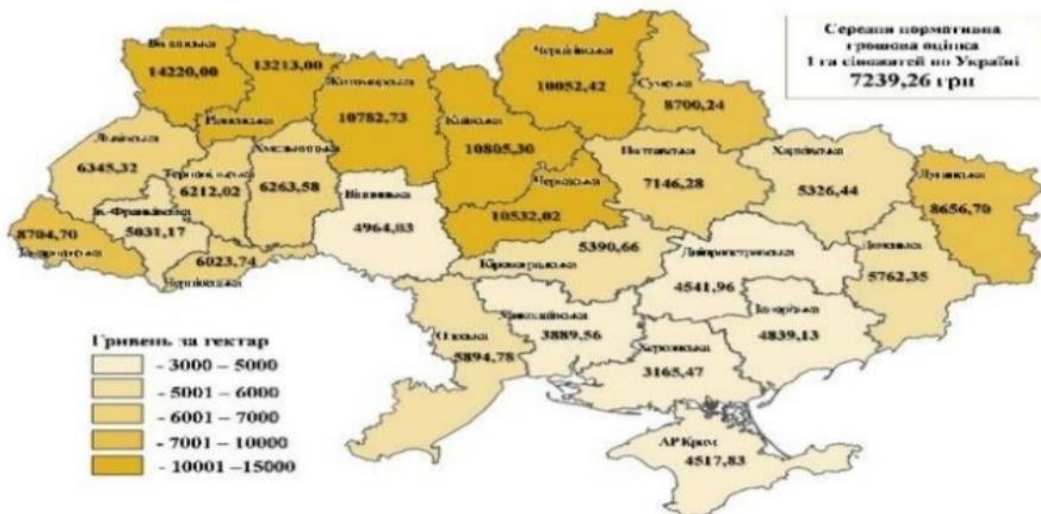 Середня нормативна
грошова оцінка
1 га сіножатей по Україні
7239,26 грн
Волинська
14220,00
13213,00
Рівненська
Житомирська
10782,73
Київська
10805,30
Чернігівська
10052,42
Сумська
8700,24
Львівська
6345,32
Тернопільська
6212,02
Хмельницька
6263,58
Вінницька
4964,03
Черкаська
10532,02
Полтавська
7146,28
Харківська
5326,44
Луганська
8656,70
Ів.-Франківська
5031,17
8704,70
Закарпатська
6023,74
Чернівецька
5390,66
Кіровоградська
Дніпропетровська
4541,96
Донецька
5762,35
Одеська
5894,78
Миколаївська
3889,56
Херсонська
3165,47
4839,13
АР Крим
4517,83
Гривень за гектар
- 3000 – 5000
- 5001 – 6000
- 6001 – 7000
- 7001 – 10000
- 10001 –15000